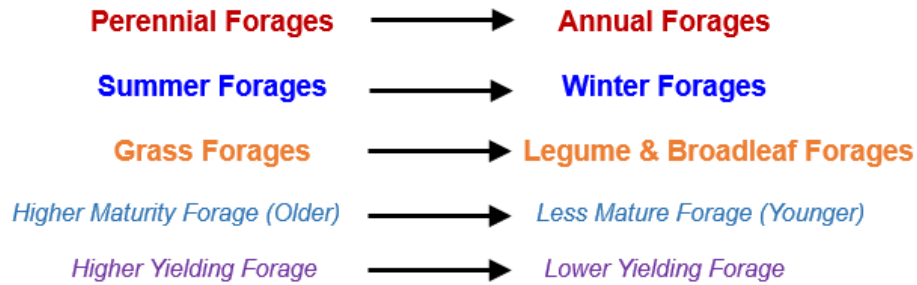 Perennial Forages Annual Forages
Summer Forages Winter Forages
Grass Forages Legume & Broadleaf Forages
Higher Maturity Forage (Older) Less Mature Forage (Younger)
Higher Yielding Forage Lower Yielding Forage